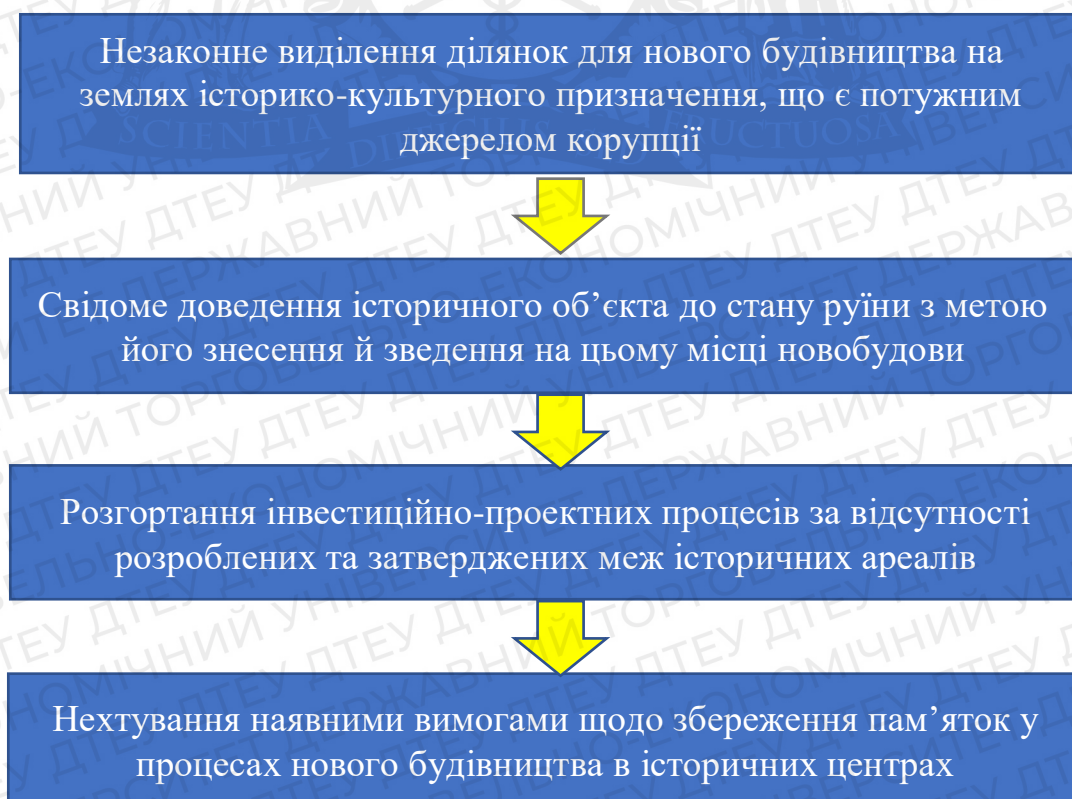 Незаконне виділення ділянок для нового будівництва на
землях історико-культурного призначення, що є потужним
джерелом корупції
Свідоме доведення історичного об’єкта до стану руїни з метою
його знесення й зведення на цьому місці новобудови
Розгортання інвестиційно-проектних процесів за відсутності
розроблених та затверджених меж історичних ареалів
Нехтування наявними вимогами щодо збереження пам’яток у
процесах нового будівництва в історичних центрах